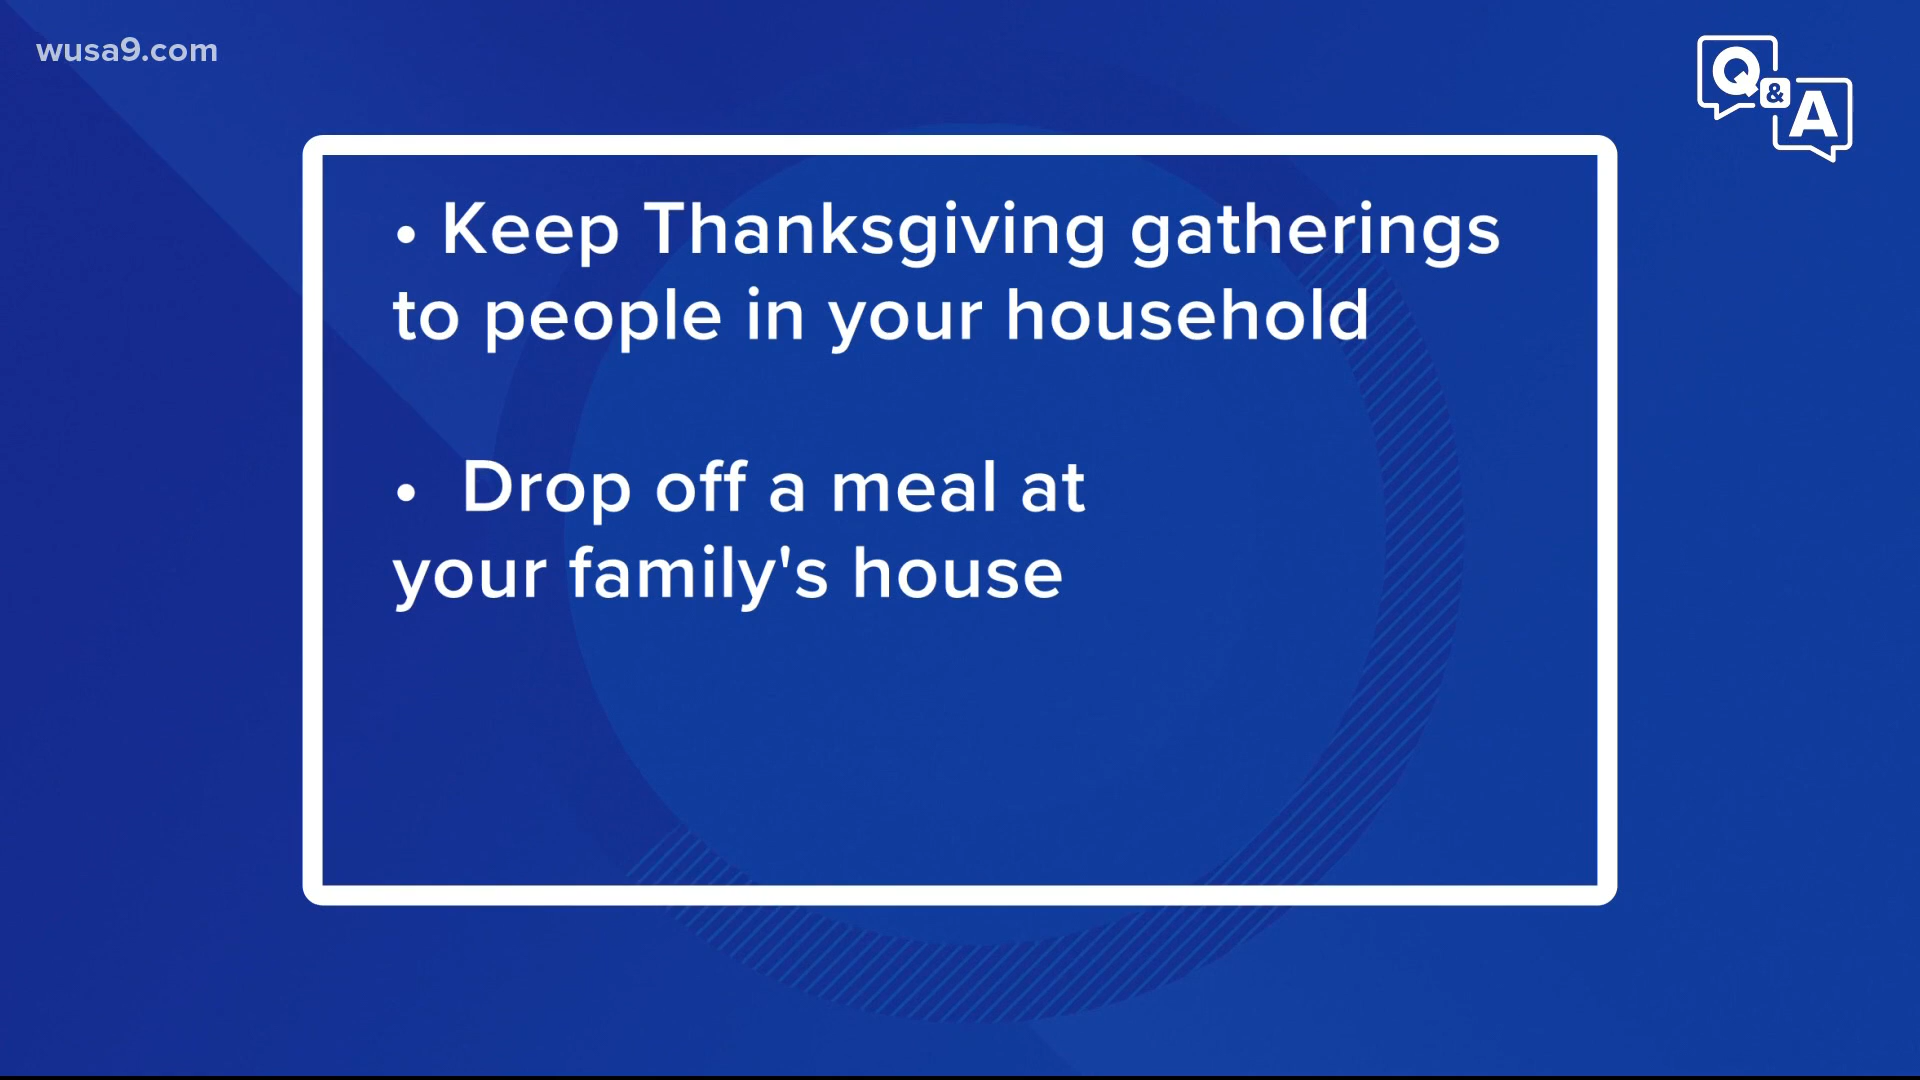 wusa9.com
Q&A
• Keep Thanksgiving gatherings
to people in your household
• Drop off a meal at
your family's house